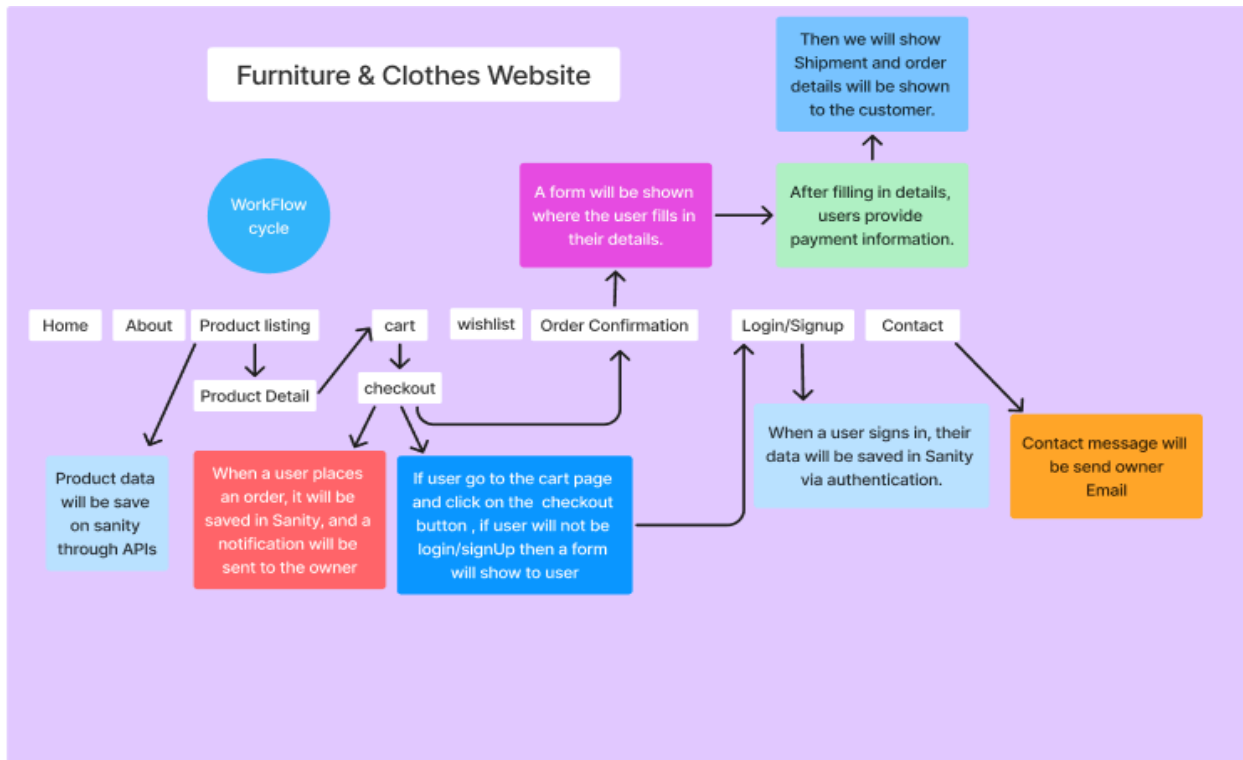 Furniture & Clothes Website
Then we will show
Shipment and order
details will be shown
to the customer.
WorkFlow
cycle
A form will be shown
where the user fills in
their details.
After filling in details,
users provide
payment information.
Home
About
Product listing
cart
wishlist
Order Confirmation
Login/Signup
Contact
Product Detail
checkout
Product data
will be save
on sanity
through APIs
When a user places
an order, it will be
saved in Sanity, and a
notification will be
sent to the owner
If user go to the cart page
and click on the checkout
button , if user will not be
login/signUp then a form
will show to user
When a user signs in, their
data will be saved in Sanity
via authentication.
Contact message will
be send owner
Email